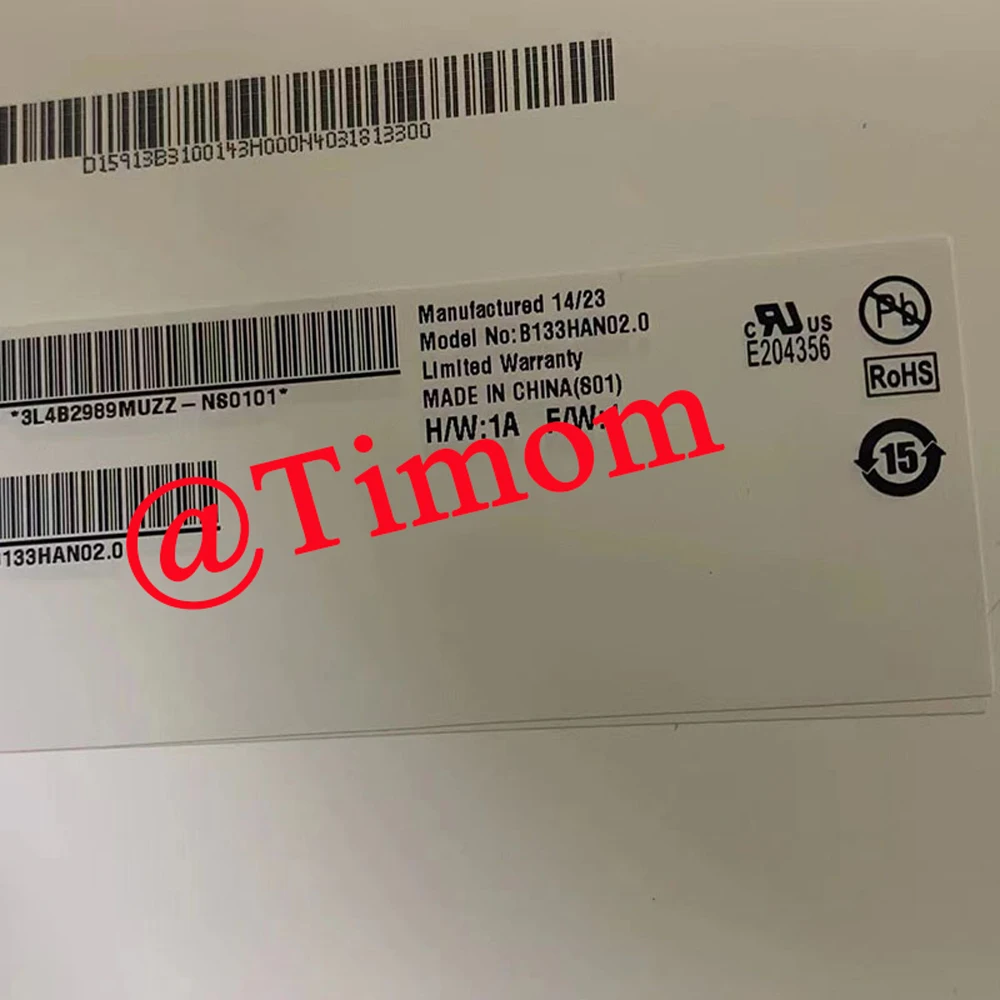 D15913B3100143H000N4031813300
Manufactured 14/23
Model No:B133HAN02.0
Limited Warranty
MADE IN CHINA(S01)
H/W:1A F/W:1
*3L4B2989MUZZ-NS0101*
133HAN02.0
c RU US
E204356
Pb
RoHS
15
@Timom